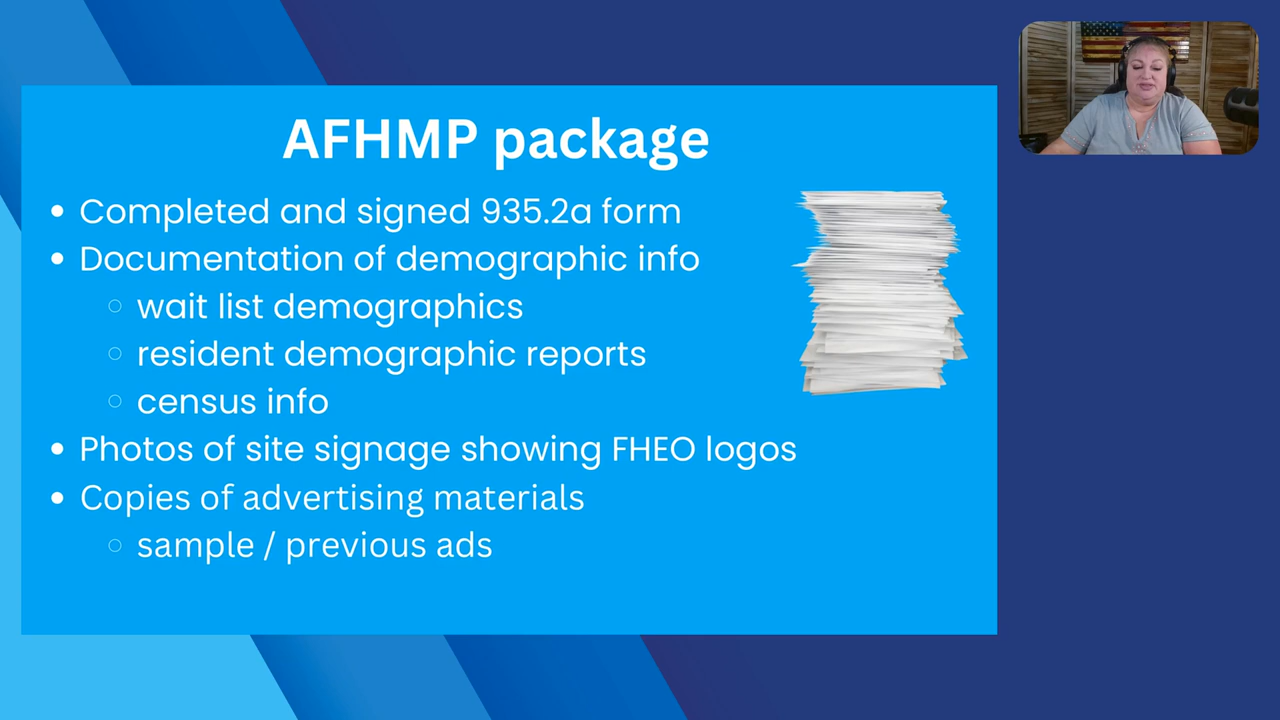 AFHMP package
Completed and signed 935.2a form
Documentation of demographic info
wait list demographics
resident demographic reports
census info
Photos of site signage showing FHEO logos
Copies of advertising materials
sample / previous ads